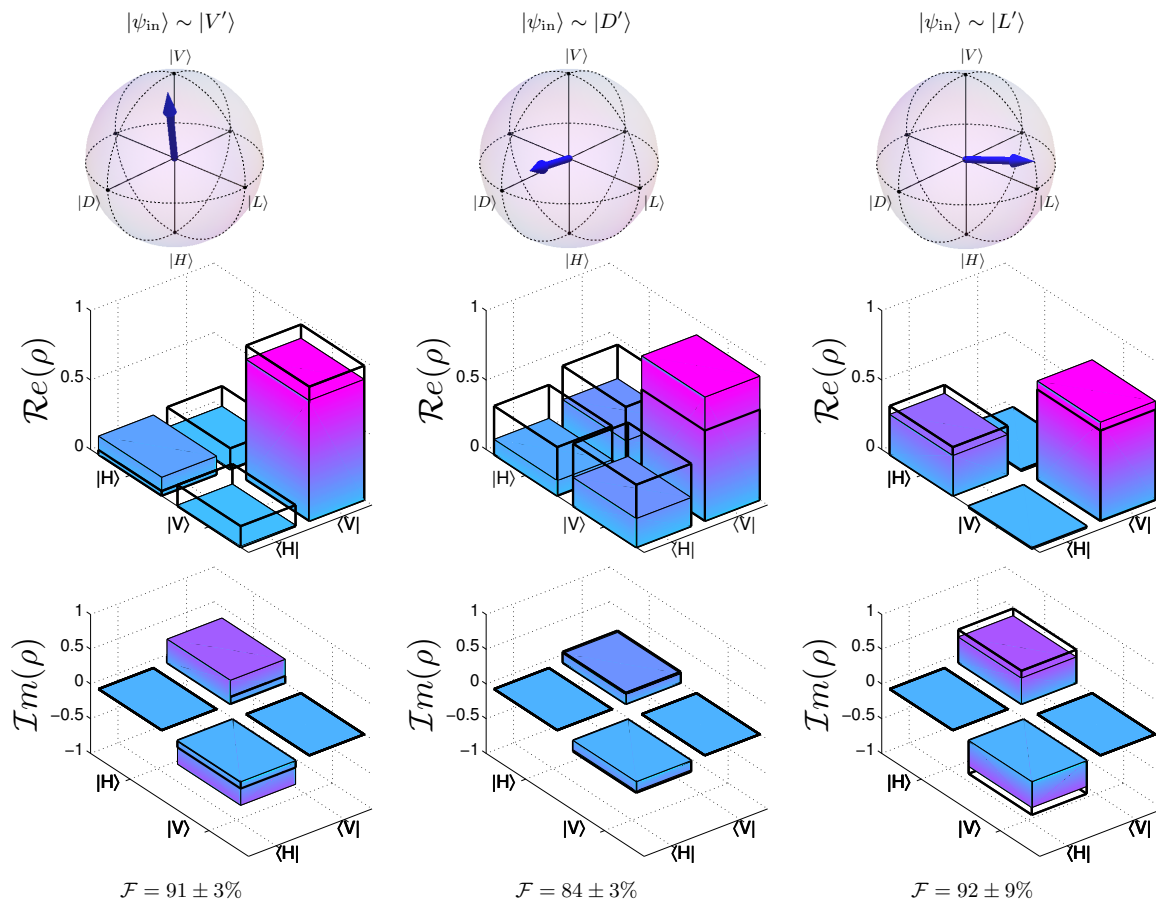 |ψin⟩ ∼ |V′⟩
|ψin⟩ ∼ |D′⟩
|ψin⟩ ∼ |L′⟩
|V⟩
|D⟩
|L⟩
|H⟩
|V⟩
|D⟩
|L⟩
|H⟩
|V⟩
|D⟩
|L⟩
|H⟩
Re(ρ)
1
0.5
0
|H⟩
|V⟩
⟨H|
⟨V|
Re(ρ)
1
0.5
0
|H⟩
|V⟩
⟨H|
⟨V|
Re(ρ)
1
0.5
0
|H⟩
|V⟩
⟨H|
⟨V|
Im(ρ)
1
0.5
0
−0.5
−1
|H⟩
|V⟩
⟨H|
⟨V|
Im(ρ)
1
0.5
0
−0.5
−1
|H⟩
|V⟩
⟨H|
⟨V|
Im(ρ)
1
0.5
0
−0.5
−1
|H⟩
|V⟩
⟨H|
⟨V|
F = 91 ± 3%
F = 84 ± 3%
F = 92 ± 9%